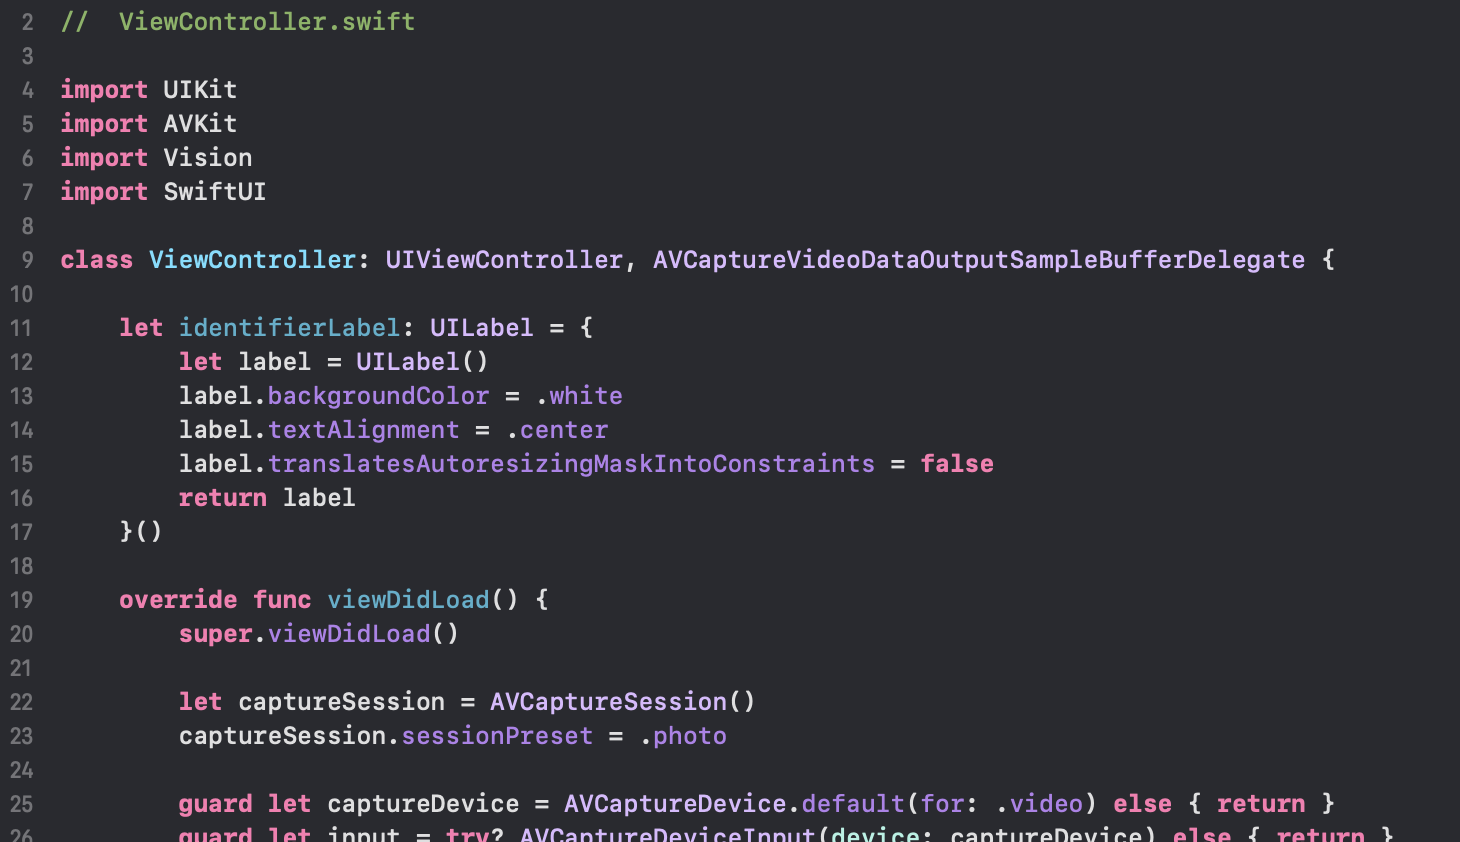 2 //  ViewController.swift
3
4 import UIKit
5 import AVKit
6 import Vision
7 import SwiftUI
8
9 class ViewController: UIViewController, AVCaptureVideoDataOutputSampleBufferDelegate {
10
11     let identifierLabel: UILabel = {
12         let label = UILabel()
13         label.backgroundColor = .white
14         label.textAlignment = .center
15         label.translatesAutoresizingMaskIntoConstraints = false
16         return label
17     }()
18
19     override func viewDidLoad() {
20         super.viewDidLoad()
21
22         let captureSession = AVCaptureSession()
23         captureSession.sessionPreset = .photo
24
25         guard let captureDevice = AVCaptureDevice.default(for: .video) else { return }
26         guard let input = try? AVCaptureDeviceInput(device: captureDevice) else { return }